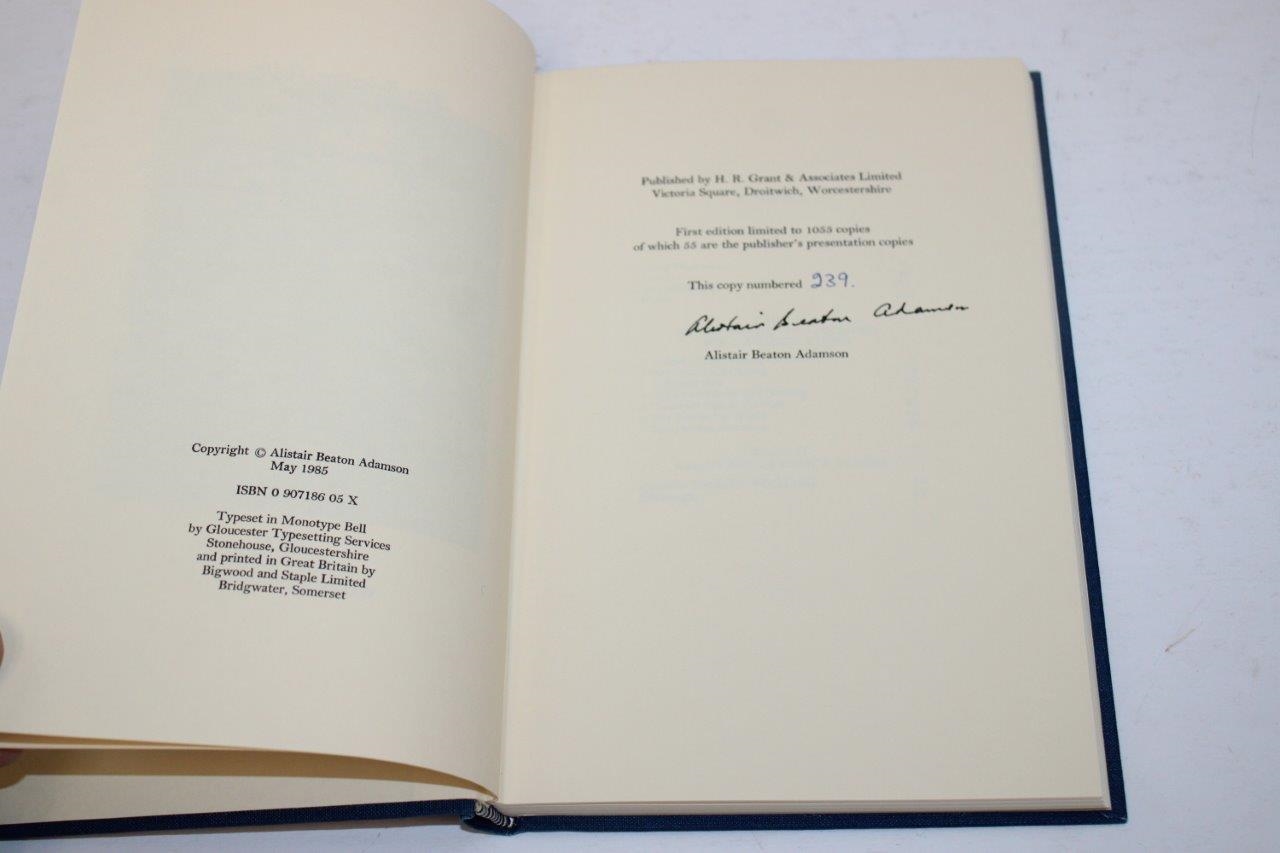 Copyright © Alistair Beaton Adamson
May 1985
ISBN 0 907186 05 X
Typeset in Monotype Bell
by Gloucester Typesetting Services
Stonehouse, Gloucestershire
and printed in Great Britain by
Bigwood and Staple Limited
Bridgwater, Somerset
Published by H. R. Grant & Associates Limited
Victoria Square, Droitwich, Worcestershire
First edition limited to 1055 copies
of which 55 are the publisher's presentation copies
This copy numbered 239.
Alistair Beaton Adamson
Alistair Beaton Adamson